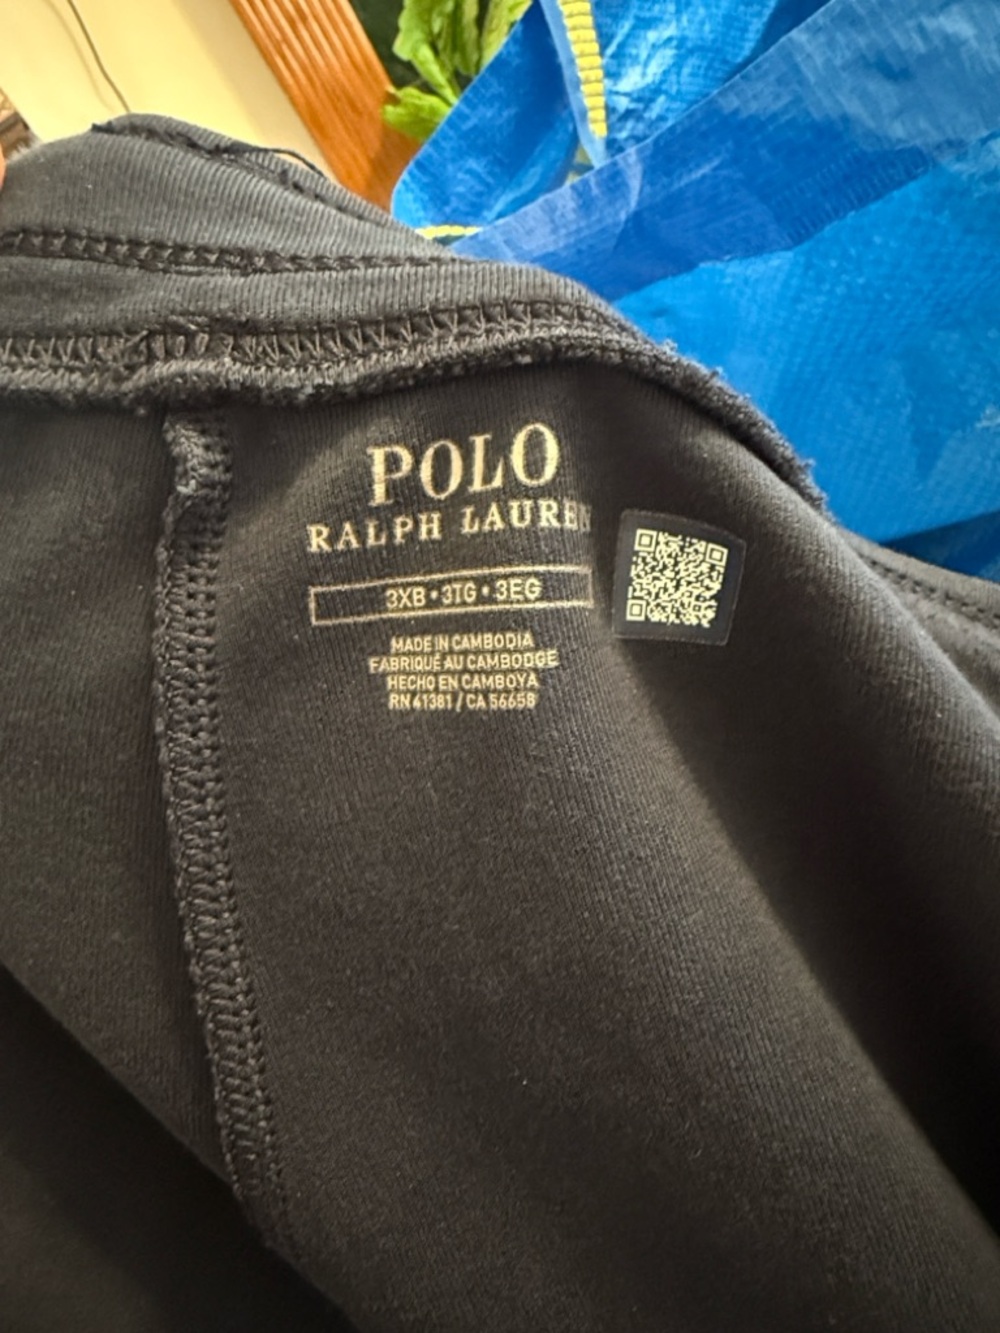 POLO
RALPH LAUREN
3XB • 3TG • 3EG
MADE IN CAMBODIA
FABRIQUÉ AU CAMBODGE
HECHO EN CAMBOYA
RN 41381 / CA 56658